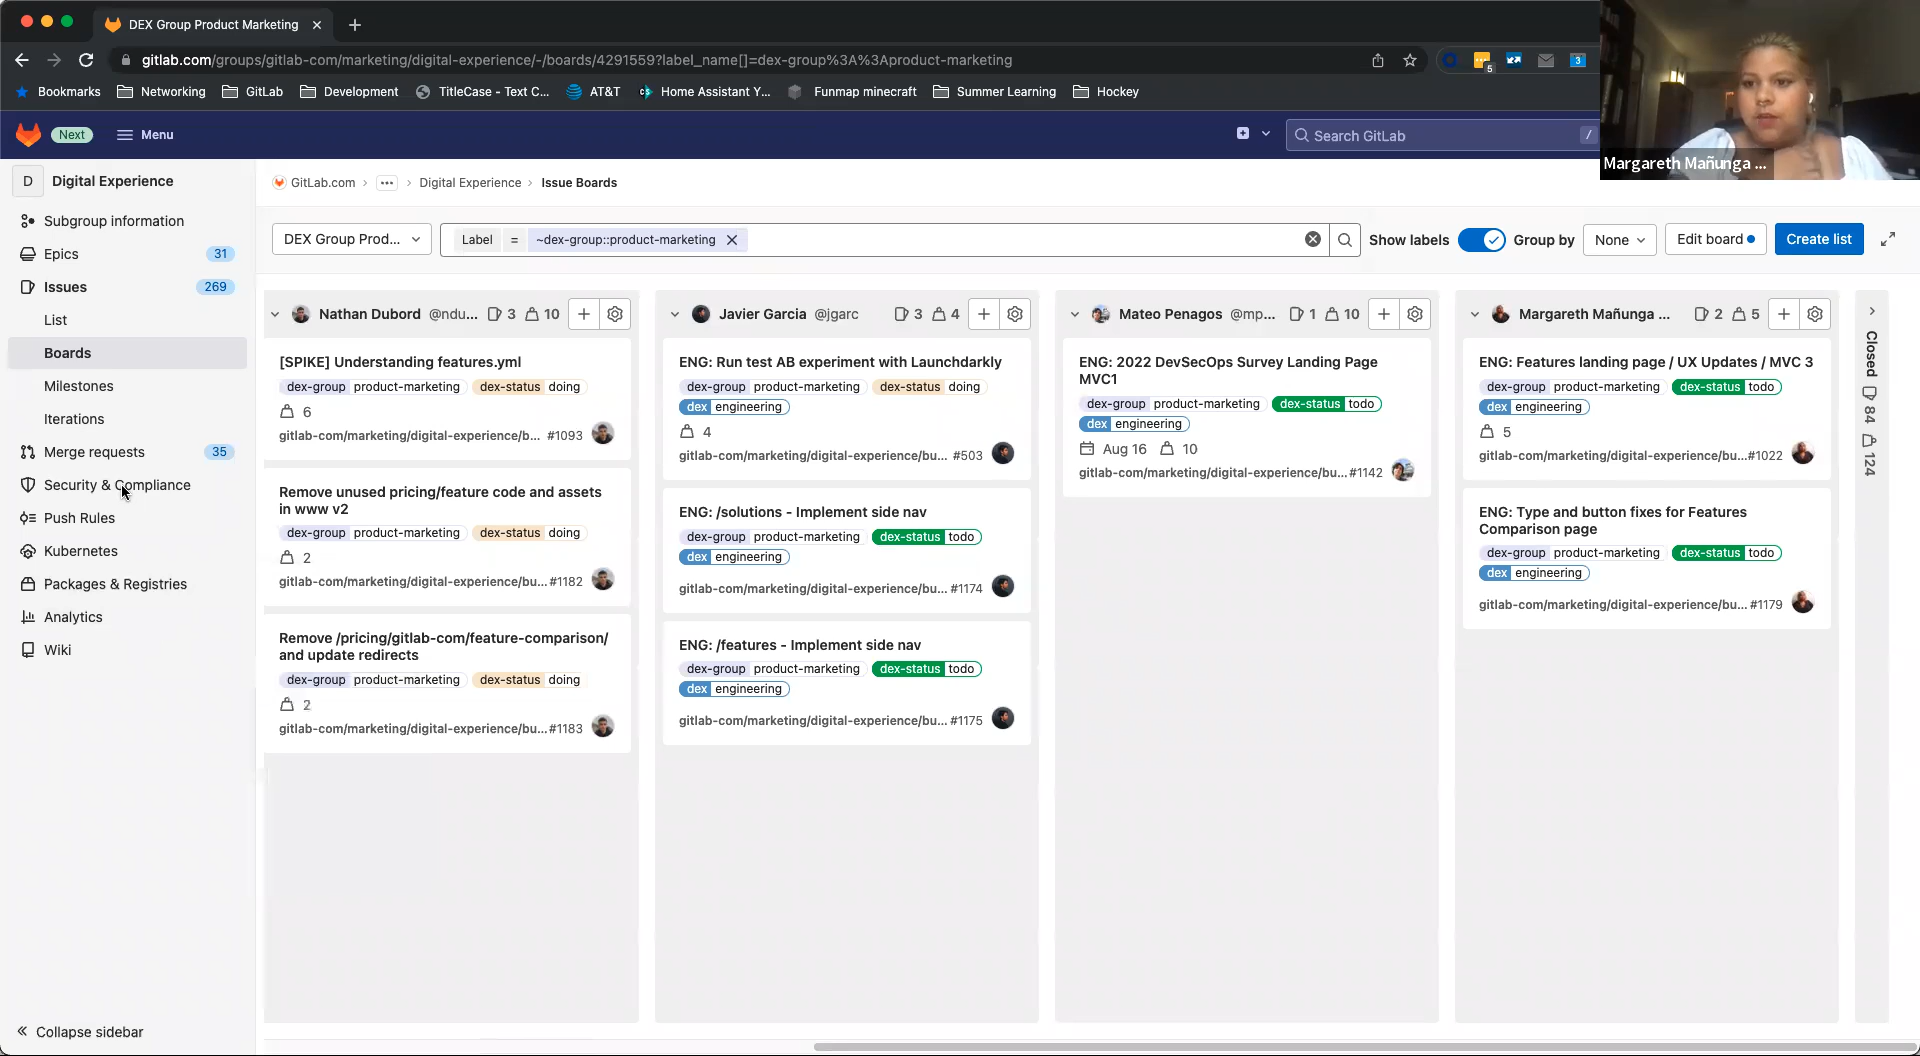 DEX Group Product Marketing
gitlab.com/groups/gitlab-com/marketing/digital-experience/-/boards/4291559?label_name[]=dex-group%3A%3Aproduct-marketing
5
3
Bookmarks
Networking
GitLab
Development
TitleCase - Text C...
AT&T
Home Assistant Y...
Funmap minecraft
Summer Learning
Hockey
Next
Menu
Search GitLab
/
Margareth Mañunga ...
D
Digital Experience
Subgroup information
Epics 31
Issues 269
List
Boards
Milestones
Iterations
Merge requests 35
Security & Compliance
Push Rules
Kubernetes
Packages & Registries
Analytics
Wiki
Collapse sidebar
GitLab.com › ... › Digital Experience › Issue Boards
DEX Group Prod...
Label = ~dex-group::product-marketing
Show labels
Group by
None
Edit board
Create list
Nathan Dubord @ndu... 3 10
[SPIKE] Understanding features.yml
dex-group product-marketing dex-status doing
6
gitlab-com/marketing/digital-experience/b... #1093
Remove unused pricing/feature code and assets
in www v2
dex-group product-marketing dex-status doing
2
gitlab-com/marketing/digital-experience/bu... #1182
Remove /pricing/gitlab-com/feature-comparison/
and update redirects
dex-group product-marketing dex-status doing
2
gitlab-com/marketing/digital-experience/bu... #1183
Javier Garcia @jgarc 3 4
ENG: Run test AB experiment with Launchdarkly
dex-group product-marketing dex-status doing
dex engineering
4
gitlab-com/marketing/digital-experience/bu... #503
ENG: /solutions - Implement side nav
dex-group product-marketing dex-status todo
dex engineering
gitlab-com/marketing/digital-experience/bu... #1174
ENG: /features - Implement side nav
dex-group product-marketing dex-status todo
dex engineering
gitlab-com/marketing/digital-experience/bu... #1175
Mateo Penagos @mp... 1 10
ENG: 2022 DevSecOps Survey Landing Page
MVC1
dex-group product-marketing dex-status todo
dex engineering
Aug 16 10
gitlab-com/marketing/digital-experience/bu... #1142
Margareth Mañunga ... 2 5
ENG: Features landing page / UX Updates / MVC 3
dex-group product-marketing dex-status todo
dex engineering
5
gitlab-com/marketing/digital-experience/bu... #1022
ENG: Type and button fixes for Features
Comparison page
dex-group product-marketing dex-status todo
dex engineering
gitlab-com/marketing/digital-experience/bu... #1179
Closed 84 124